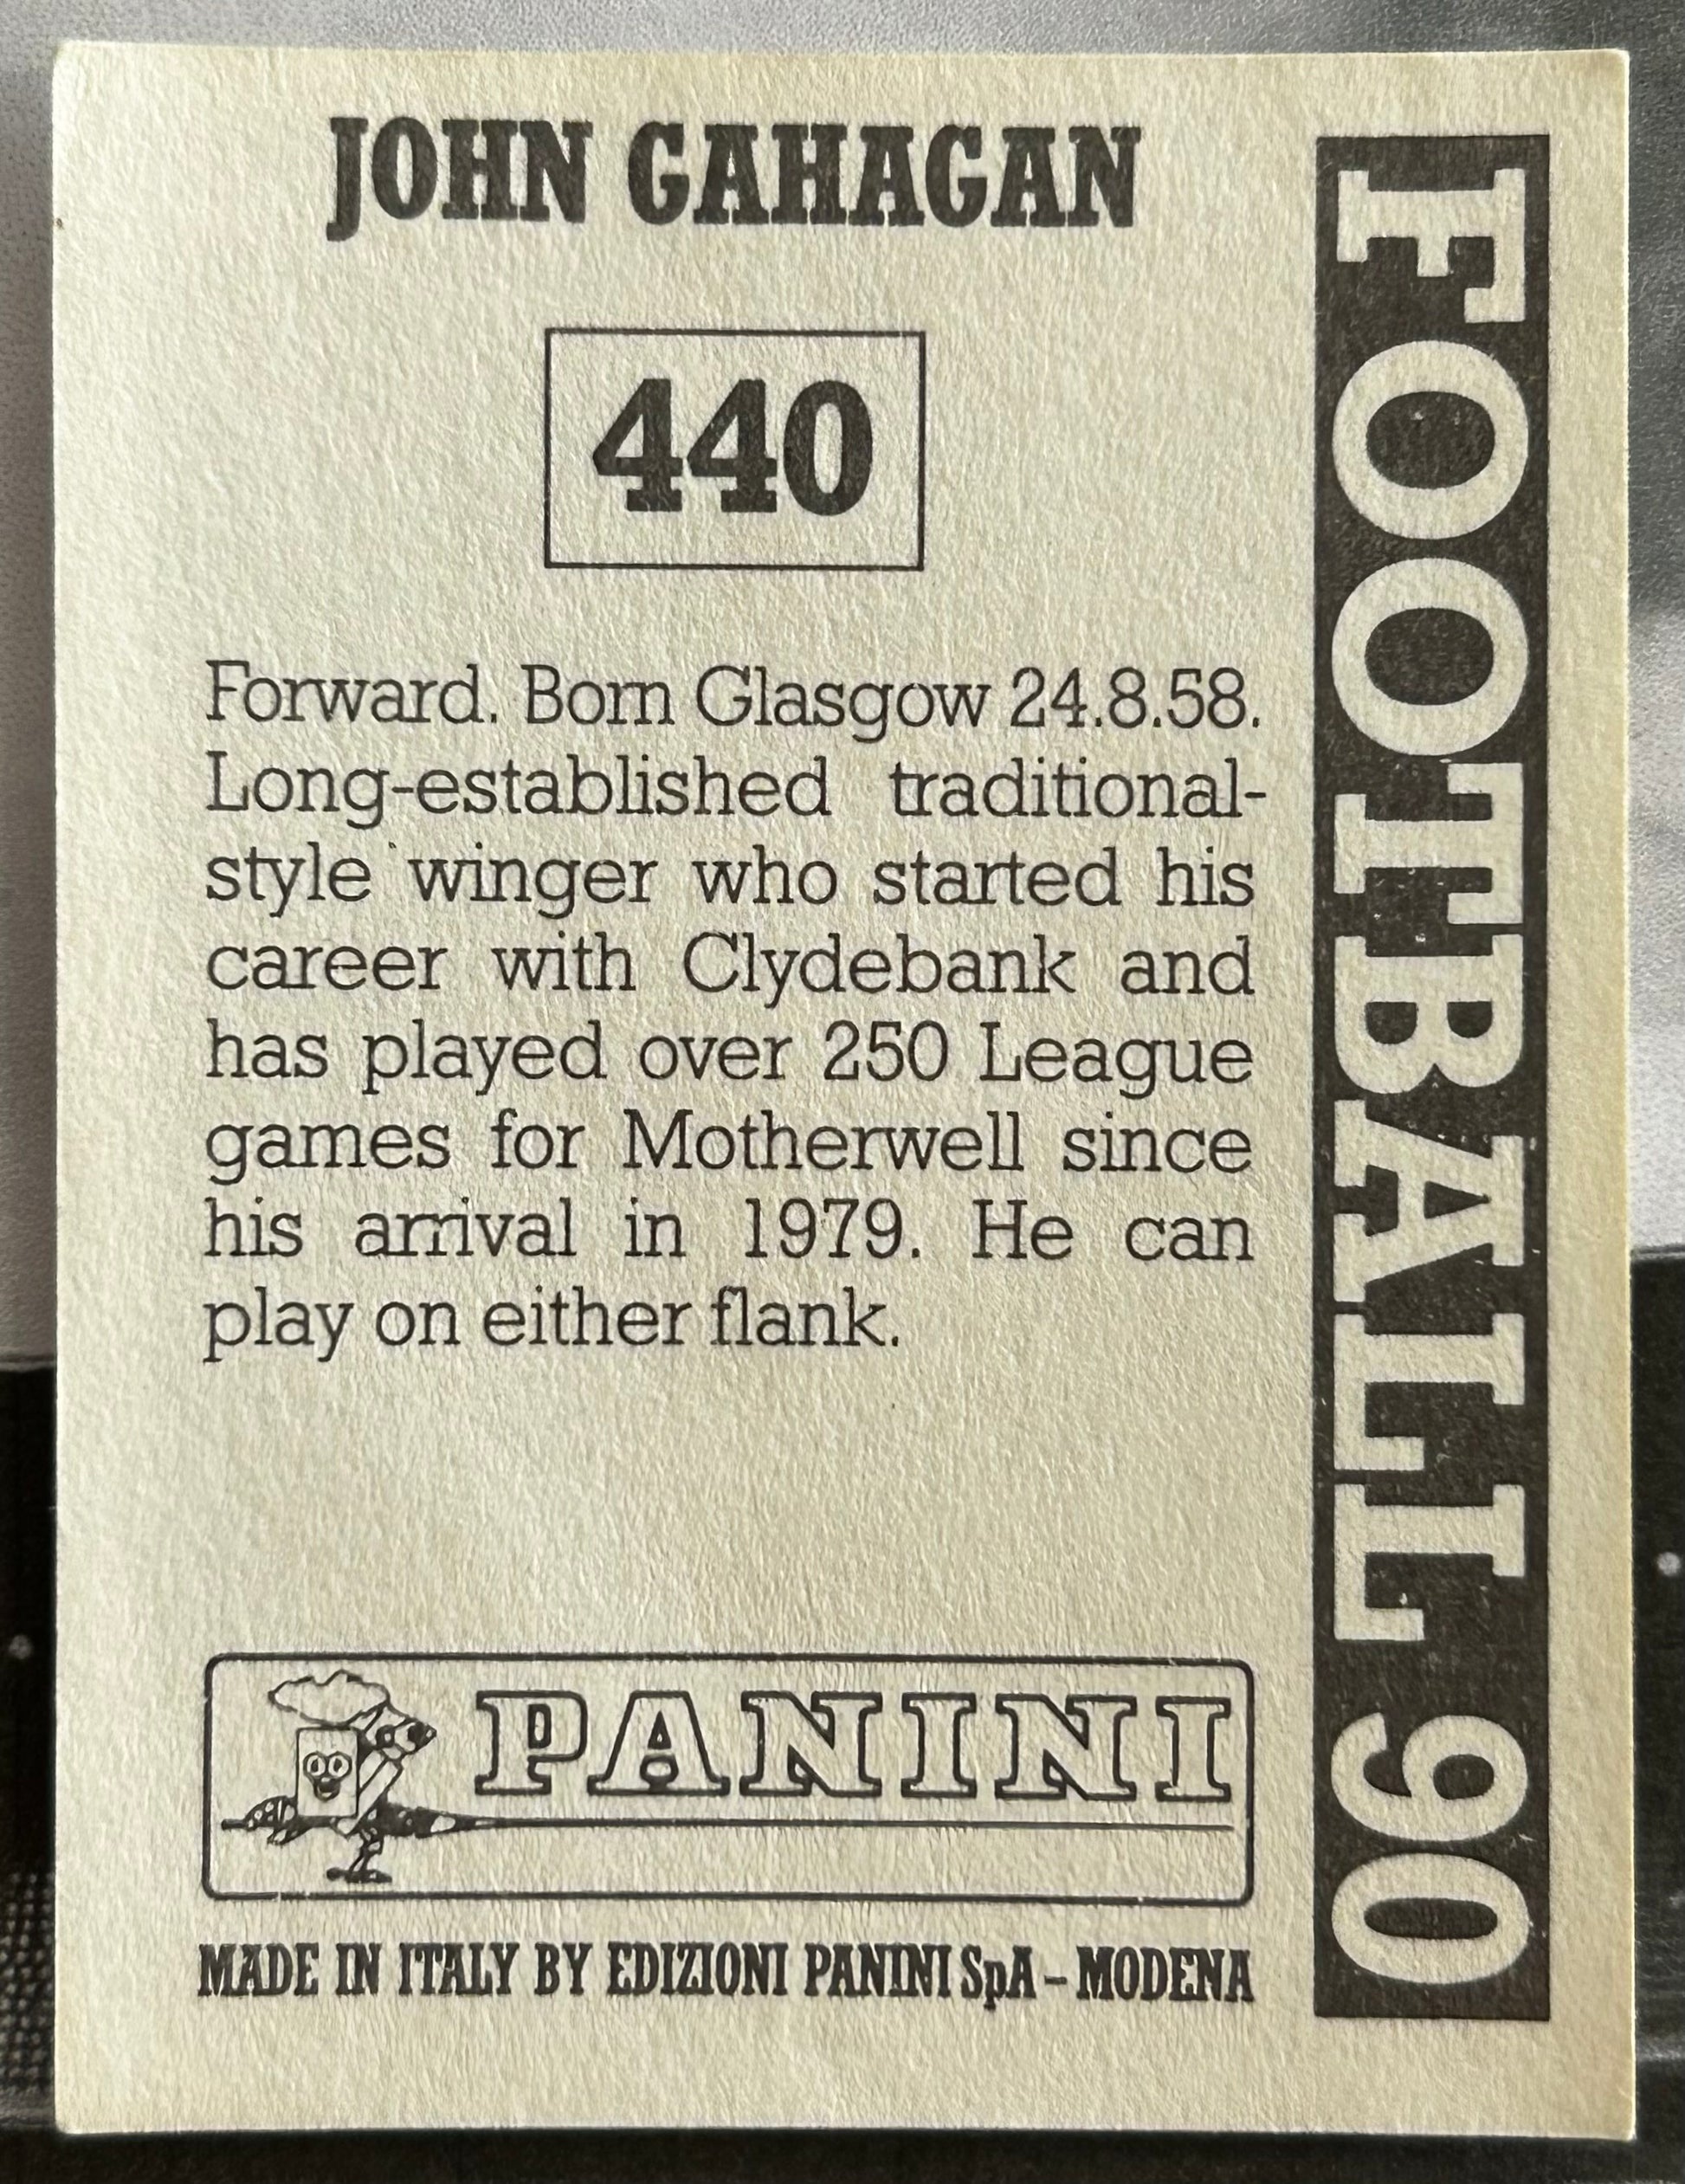 JOHN GAHAGAN
440
Forward. Born Glasgow 24.8.58.
Long-established traditional-
style winger who started his
career with Clydebank and
has played over 250 League
games for Motherwell since
his arrival in 1979. He can
play on either flank.
PANINI
MADE IN ITALY BY EDIZIONI PANINI SpA – MODENA
FOOTBALL 90